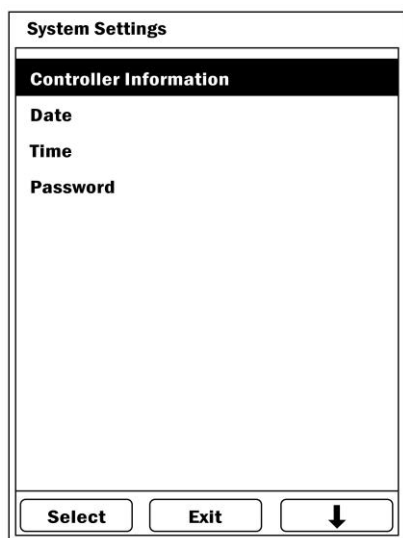 System Settings
Controller Information
Date
Time
Password
Select Exit ↓